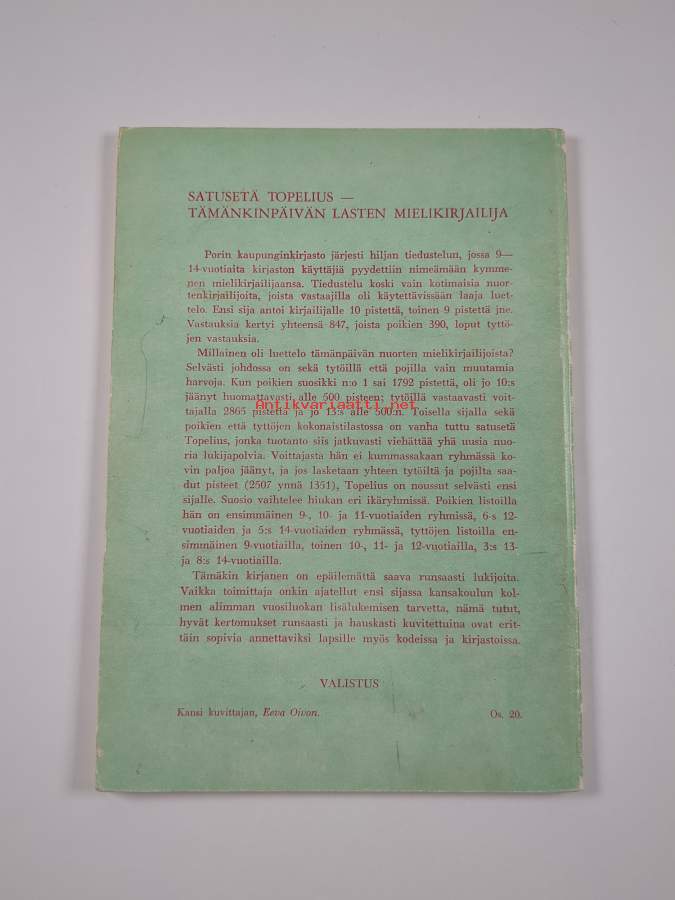 SATUSETÄ TOPELIUS —
TÄMÄNKINPÄIVÄN LASTEN MIELIKIRJAILIJA
Porin kaupunginkirjasto järjesti hiljan tiedustelun, jossa 9—
14-vuotiaita kirjaston käyttäjiä pyydettiin nimeämään kymme-
nen mielikirjailijaansa. Tiedustelu koski vain kotimaisia nuor-
tenkirjailijoita, joista vastaajilla oli käytettävissään laaja luet-
telo. Ensi sija antoi kirjailijalle 10 pistettä, toinen 9 pistettä jne.
Vastauksia kertyi yhteensä 847, joista poikien 390, loput tyttö-
jen vastauksia.
Millainen oli luettelo tämänpäivän nuorten mielikirjailijoista?
Selvästi johdossa on sekä tytöillä että pojilla vain muutamia
harvoja. Kun poikien suosikki n:o 1 sai 1792 pistettä, oli jo 10:s
jäänyt huomattavasti alle 500 pisteen; tytöillä vastaavasti voit-
tajalla 2865 pistettä ja jo 13:s alle 500:n. Toisella sijalla sekä
poikien että tyttöjen kokonaistilastossa on vanha tuttu satusetä
Topelius, jonka tuotanto siis jatkuvasti viehättää yhä uusia nuo-
ria lukijapolvia. Voittajasta hän ei kummassakaan ryhmässä ko-
vin paljoa jäänyt, ja jos lasketaan yhteen tytöiltä ja pojilta saa-
dut pisteet (2507 ynnä 1351), Topelius on noussut selvästi ensi
sijalle. Suosio vaihtelee hiukan eri ikäryhmissä. Poikien listoilla
hän on ensimmäinen 9-, 10- ja 11-vuotiaiden ryhmissä, 6-s 12-
vuotiaiden ja 5:s 14-vuotiaiden ryhmässä, tyttöjen listoilla en-
simmäinen 9-vuotiailla, toinen 10-, 11- ja 12-vuotiailla, 3:s 13-
ja 8:s 14-vuotiailla.
Tämäkin kirjanen on epäilemättä saava runsaasti lukijoita.
Vaikka toimittaja onkin ajatellut ensi sijassa kansakoulun kol-
men alimman vuosiluokan lisälukemisen tarvetta, nämä tutut,
hyvät kertomukset runsaasti ja hauskasti kuvitettuina ovat erit-
täin sopivia annettaviksi lapsille myös kodeissa ja kirjastoissa.
VALISTUS
Kansi kuvittajan, Eeva Oivon. Os. 20.
Antikvariaatti.net